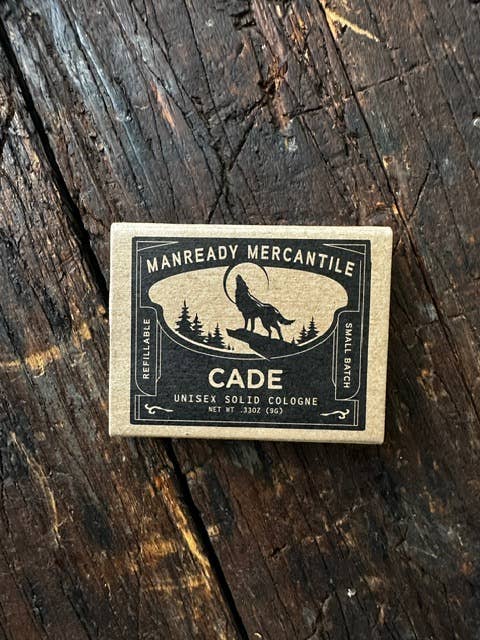 MANREADY MERCANTILE
REFILLABLE
SMALL BATCH
CADE
UNISEX SOLID COLOGNE
NET WT .33OZ (9G)